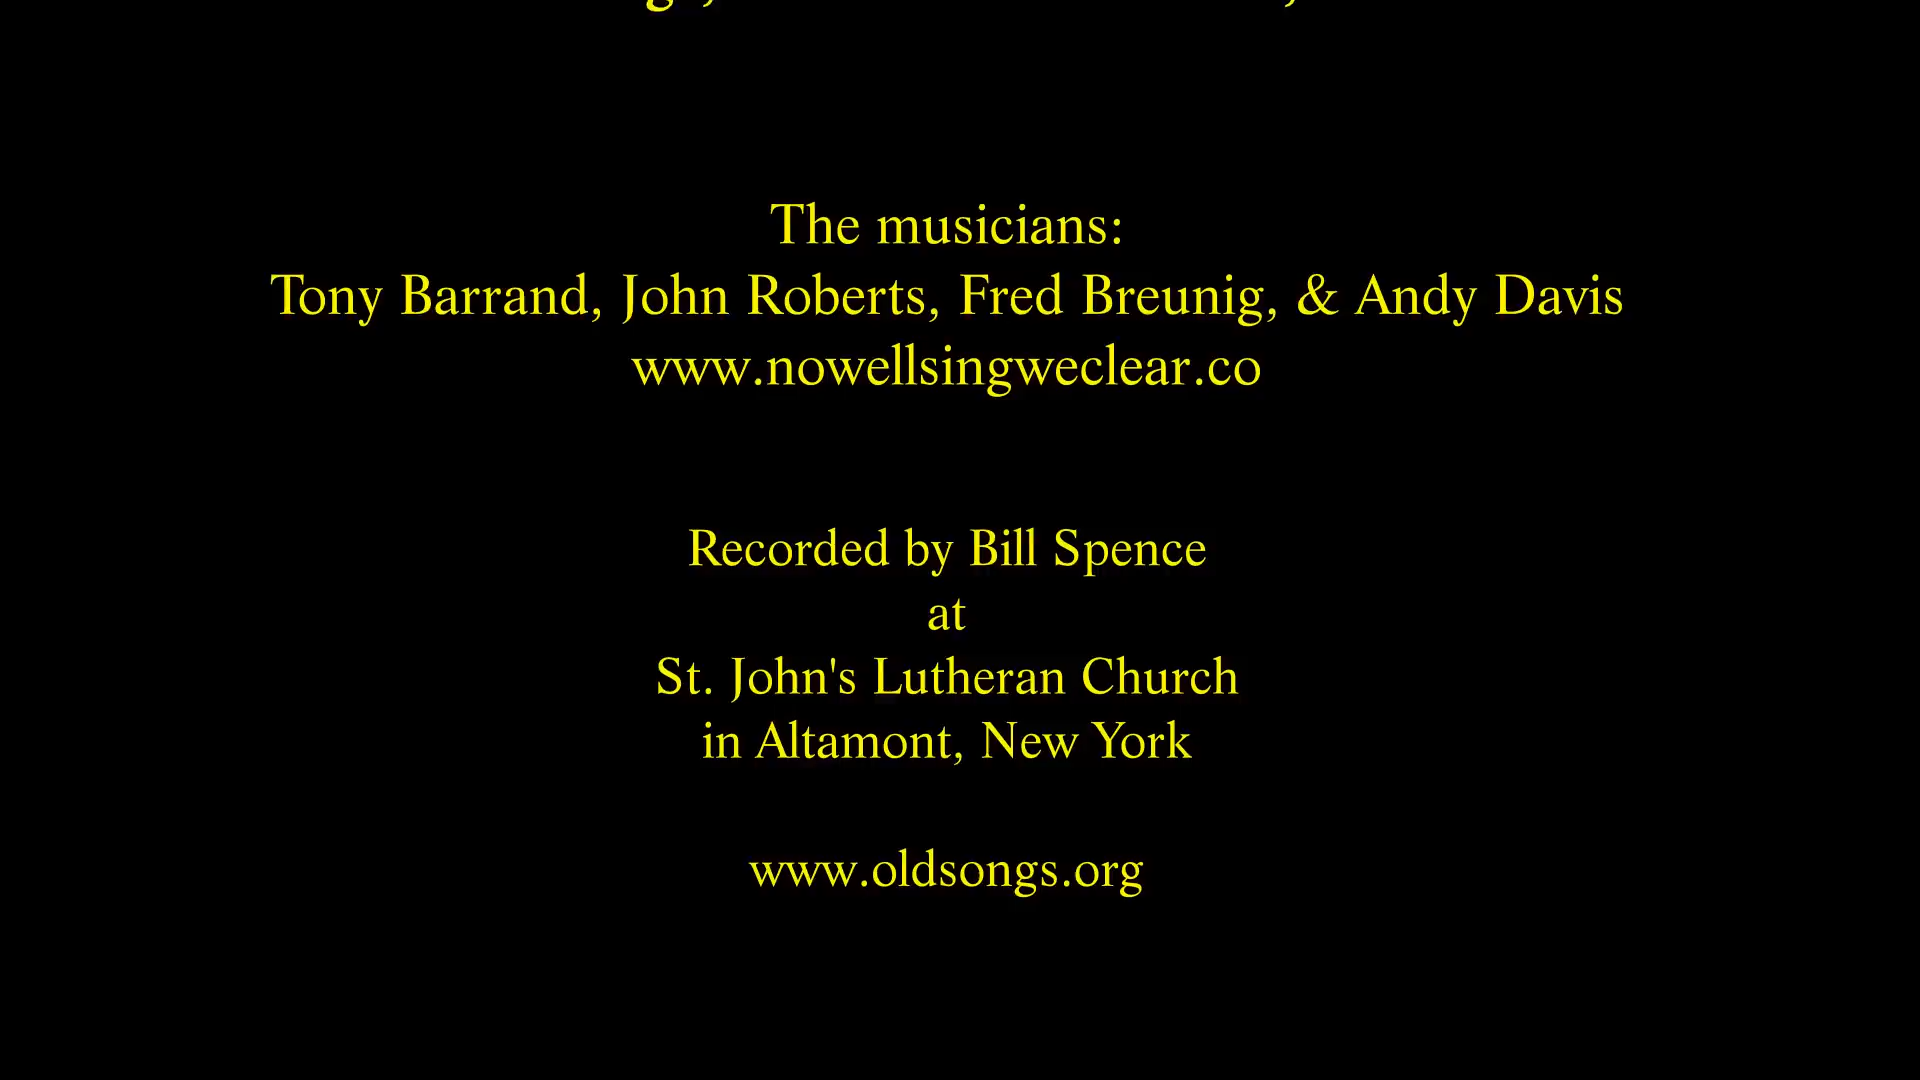 The musicians:
Tony Barrand, John Roberts, Fred Breunig, & Andy Davis
www.nowellsingweclear.co
Recorded by Bill Spence
at
St. John's Lutheran Church
in Altamont, New York
www.oldsongs.org